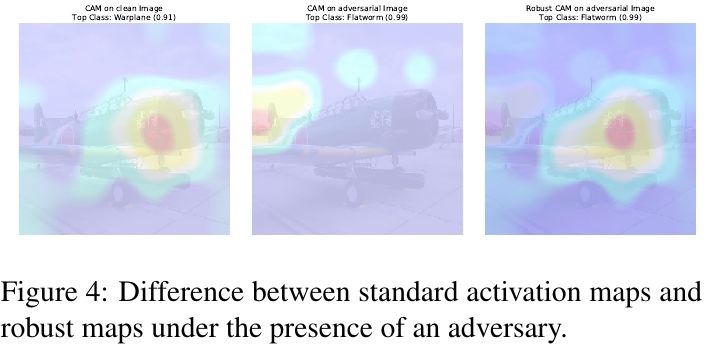 CAM on clean Image
Top Class: Warplane (0.91)
CAM on adversarial Image
Top Class: Flatworm (0.99)
Robust CAM on adversarial Image
Top Class: Flatworm (0.99)
Figure 4: Difference between standard activation maps and
robust maps under the presence of an adversary.